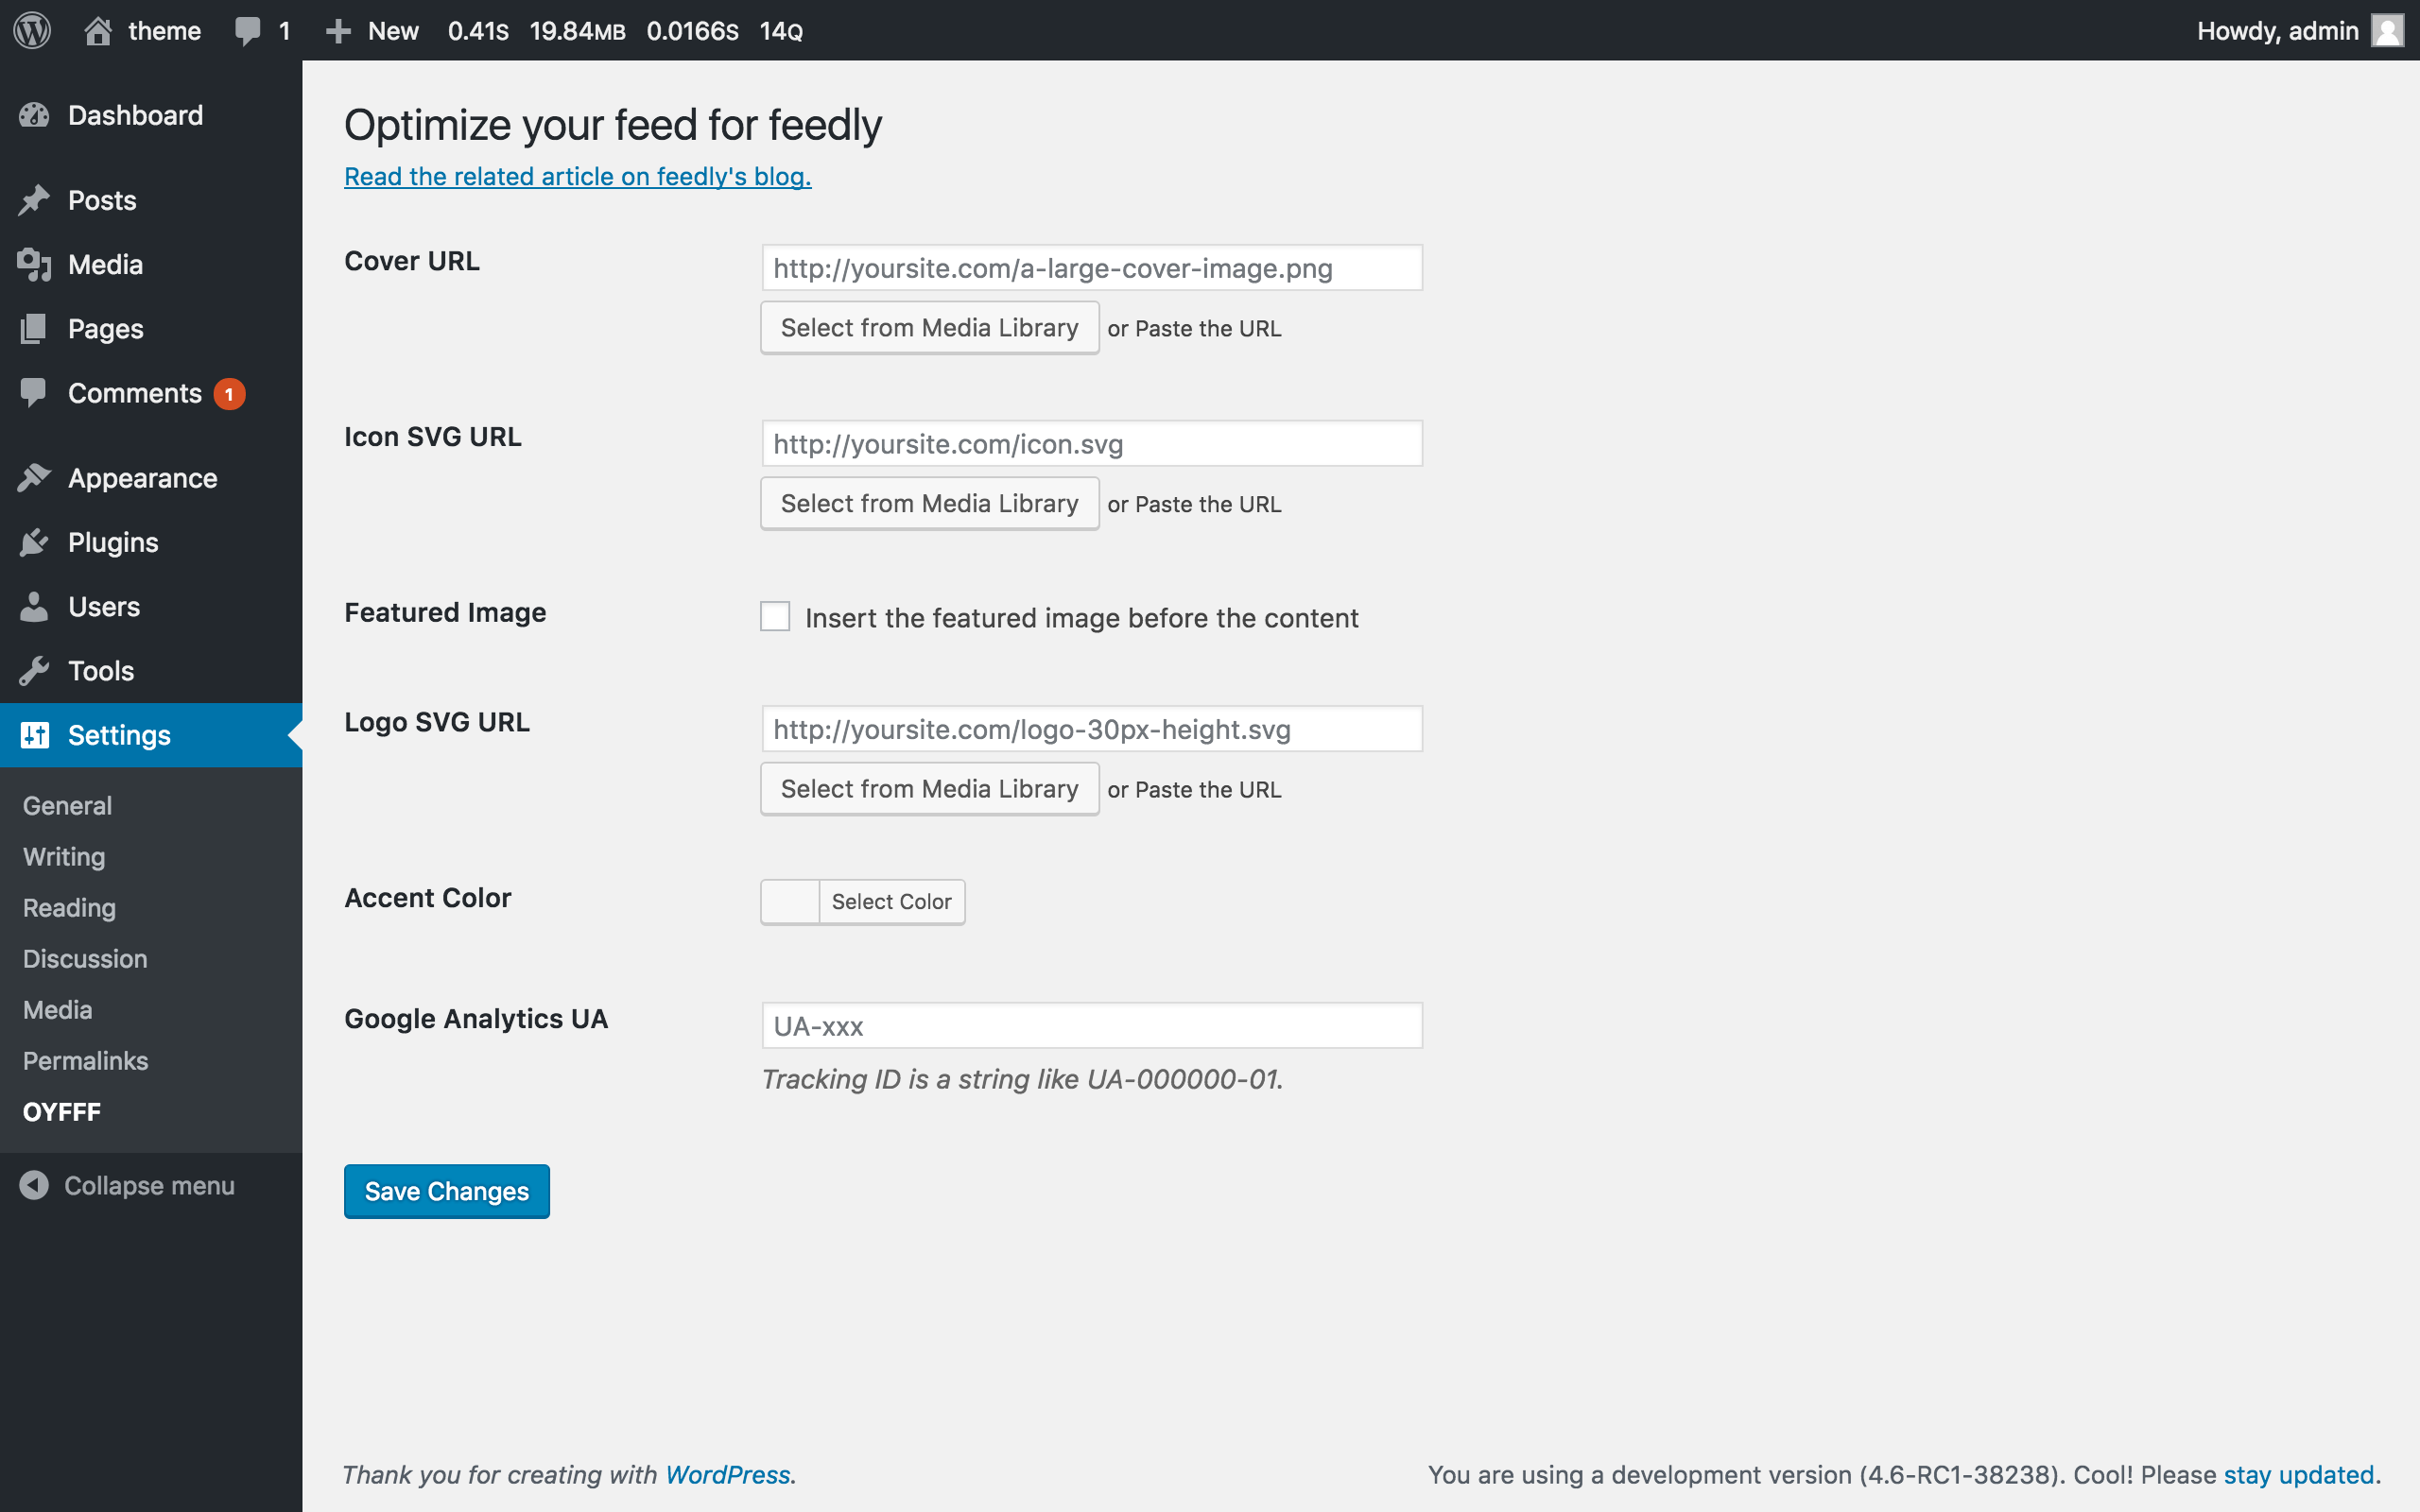 theme 1 New 0.41S 19.84MB 0.0166S 14Q Howdy, admin
Dashboard
Posts
Media
Pages
Comments 1
Appearance
Plugins
Users
Tools
Settings
General
Writing
Reading
Discussion
Media
Permalinks
OYFFF
Collapse menu
Optimize your feed for feedly
Read the related article on feedly's blog.
Cover URL
http://yoursite.com/a-large-cover-image.png
Select from Media Library or Paste the URL
Icon SVG URL
http://yoursite.com/icon.svg
Select from Media Library or Paste the URL
Featured Image
Insert the featured image before the content
Logo SVG URL
http://yoursite.com/logo-30px-height.svg
Select from Media Library or Paste the URL
Accent Color
Select Color
Google Analytics UA
UA-xxx
Tracking ID is a string like UA-000000-01.
Save Changes
Thank you for creating with WordPress.
You are using a development version (4.6-RC1-38238). Cool! Please stay updated.